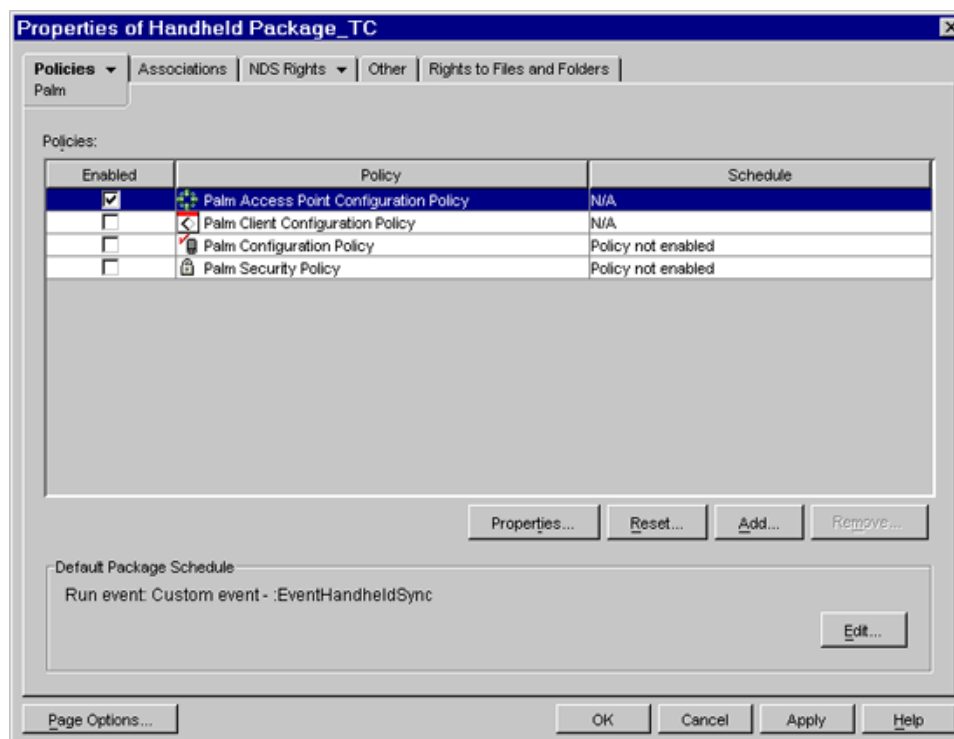 Properties of Handheld Package_TC
Policies Associations NDS Rights Other Rights to Files and Folders
Palm
Policies:
Enabled Policy Schedule
Palm Access Point Configuration Policy N/A
Palm Client Configuration Policy N/A
Palm Configuration Policy Policy not enabled
Palm Security Policy Policy not enabled
Properties... Reset... Add... Remove...
Default Package Schedule
Run event: Custom event - :EventHandheldSync
Edit...
Page Options... OK Cancel Apply Help